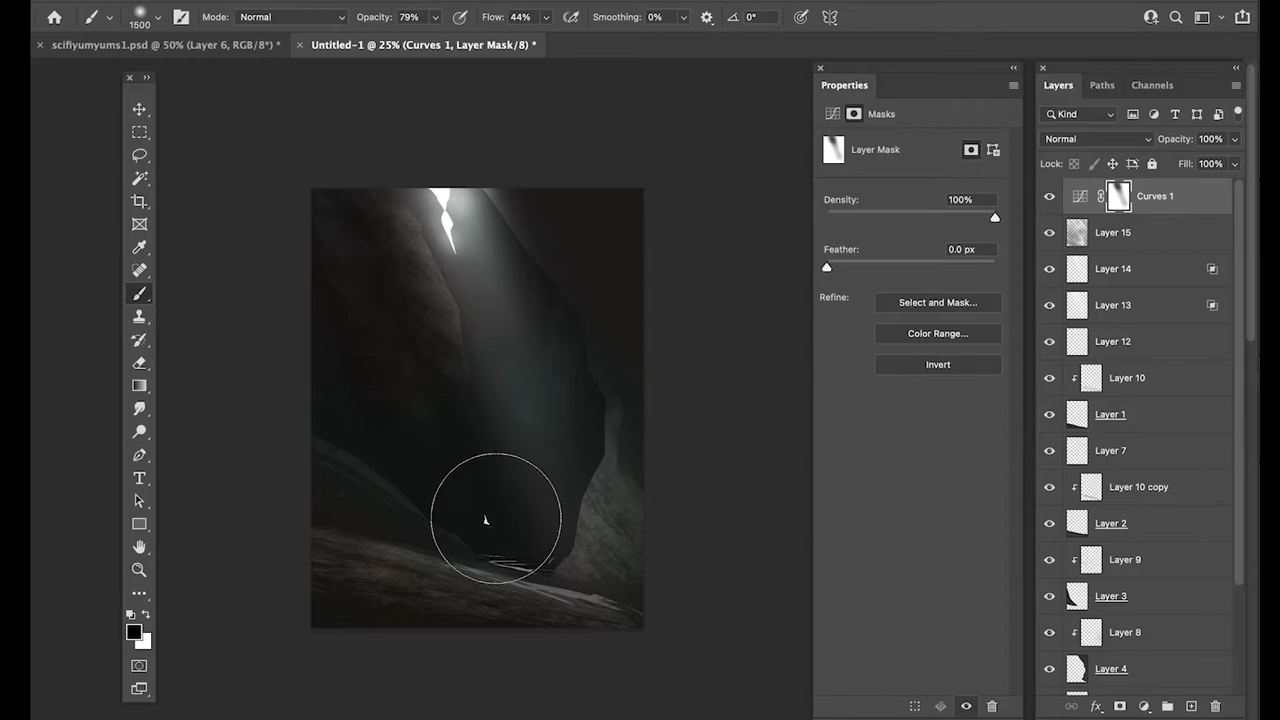 1500 Mode: Normal Opacity: 79% Flow: 44% Smoothing: 0% 0°
scifiyumyums1.psd @ 50% (Layer 6, RGB/8*) * Untitled-1 @ 25% (Curves 1, Layer Mask/8) *
Properties
Masks
Layer Mask
Density: 100%
Feather: 0.0 px
Refine: Select and Mask...
Color Range...
Invert
Layers Paths Channels
Kind
Normal Opacity: 100%
Lock: Fill: 100%
Curves 1
Layer 15
Layer 14
Layer 13
Layer 12
Layer 10
Layer 1
Layer 7
Layer 10 copy
Layer 2
Layer 9
Layer 3
Layer 8
Layer 4